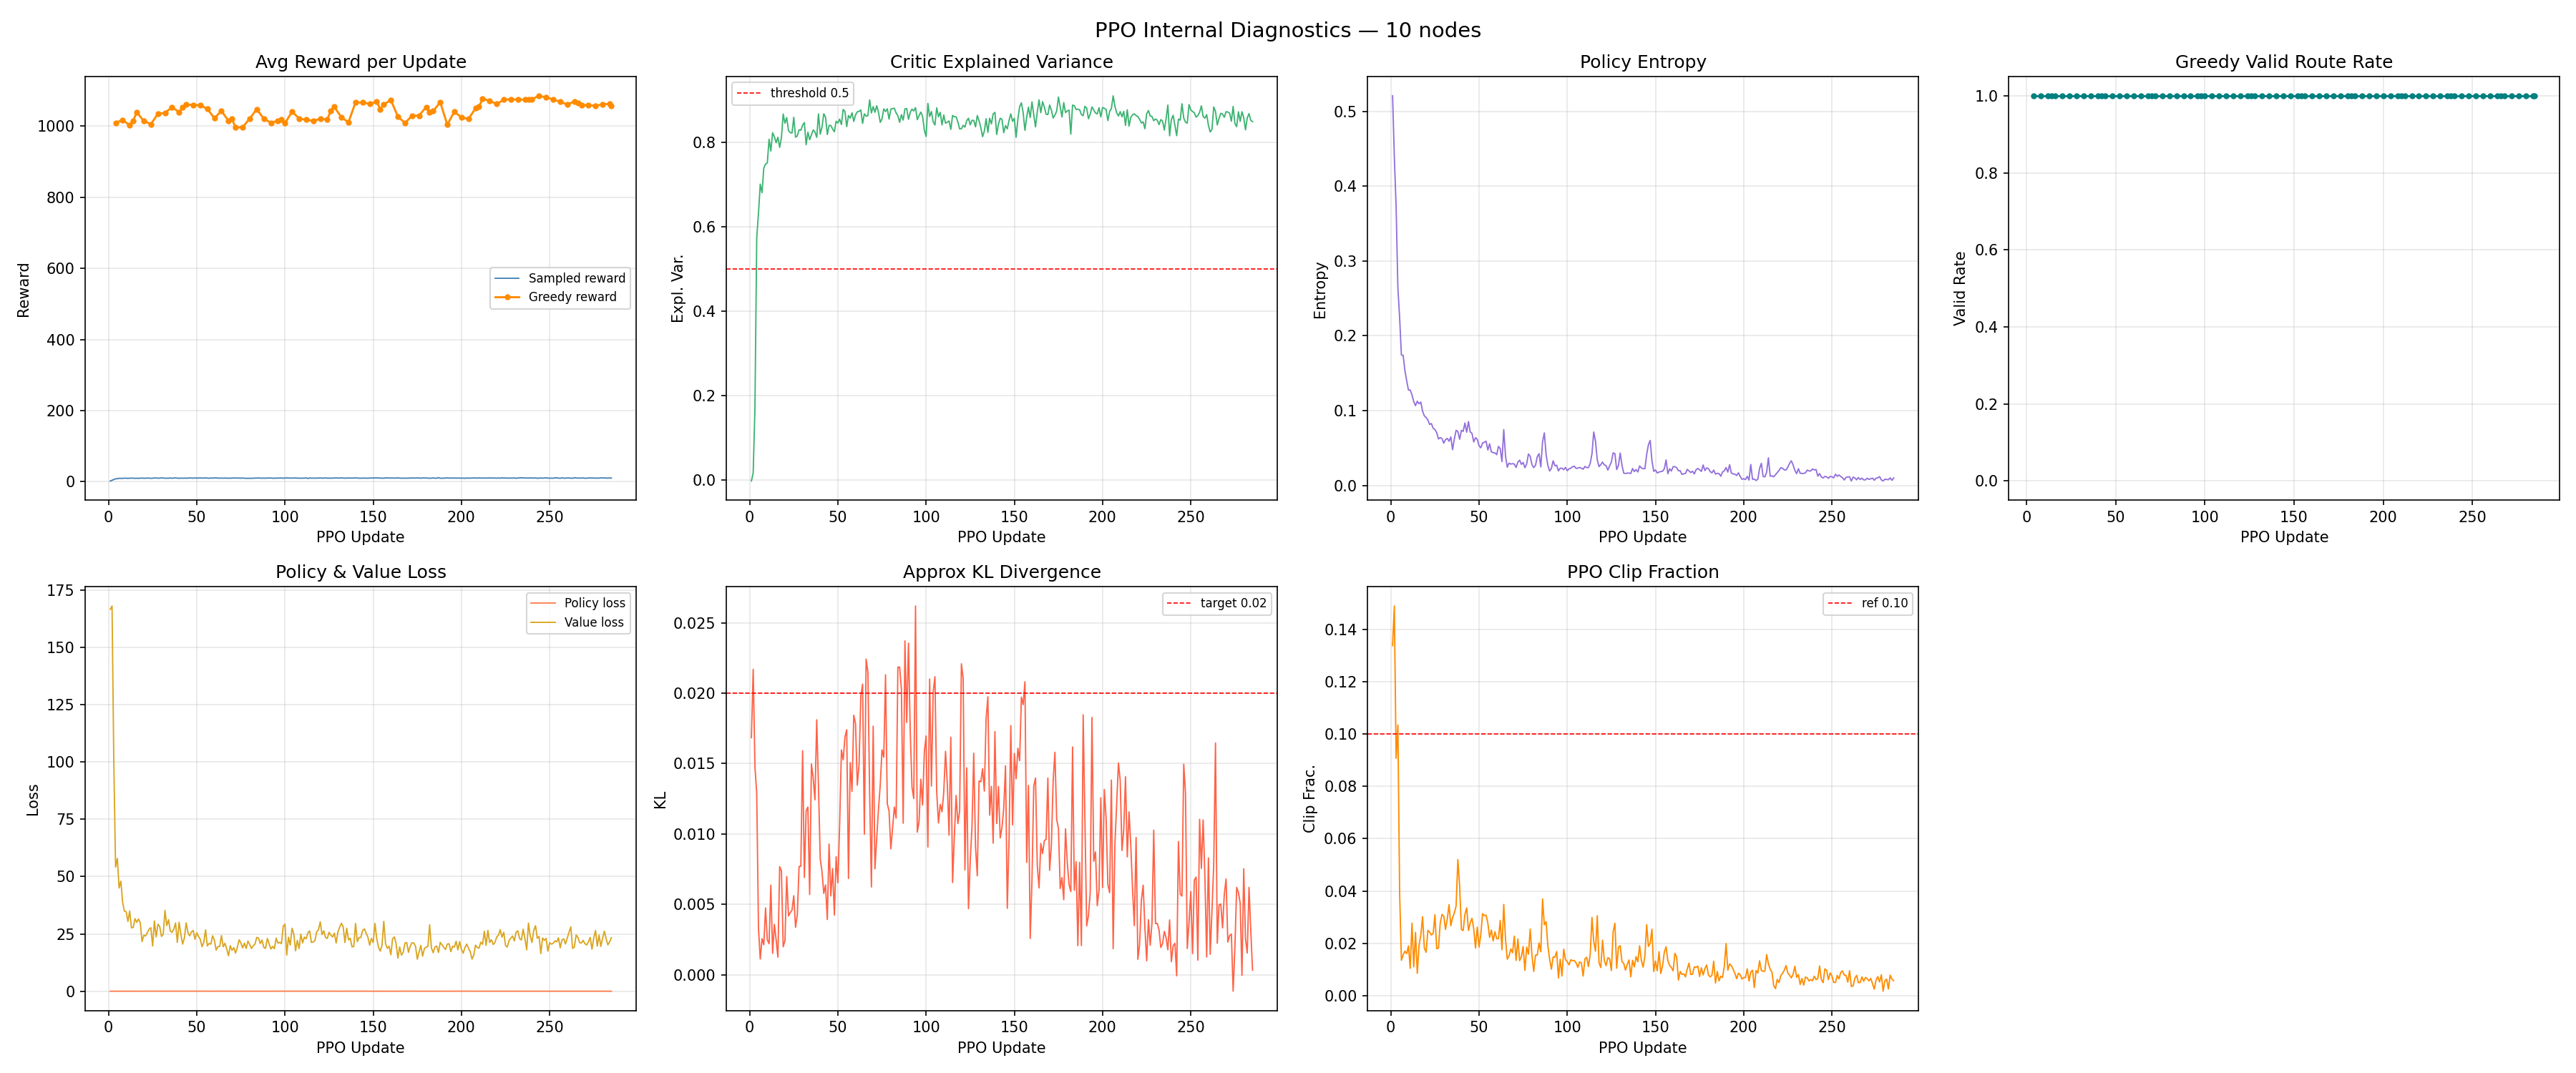 PPO Internal Diagnostics — 10 nodes
Avg Reward per Update
Reward
1000
800
600
400
200
0
Sampled reward
Greedy reward
0 50 100 150 200 250
PPO Update
Critic Explained Variance
Expl. Var.
threshold 0.5
0.8
0.6
0.4
0.2
0.0
0 50 100 150 200 250
PPO Update
Policy Entropy
Entropy
0.5
0.4
0.3
0.2
0.1
0.0
0 50 100 150 200 250
PPO Update
Greedy Valid Route Rate
Valid Rate
1.0
0.8
0.6
0.4
0.2
0.0
0 50 100 150 200 250
PPO Update
Policy & Value Loss
Loss
175
150
125
100
75
50
25
0
Policy loss
Value loss
0 50 100 150 200 250
PPO Update
Approx KL Divergence
KL
target 0.02
0.025
0.020
0.015
0.010
0.005
0.000
0 50 100 150 200 250
PPO Update
PPO Clip Fraction
Clip Frac.
ref 0.10
0.14
0.12
0.10
0.08
0.06
0.04
0.02
0.00
0 50 100 150 200 250
PPO Update